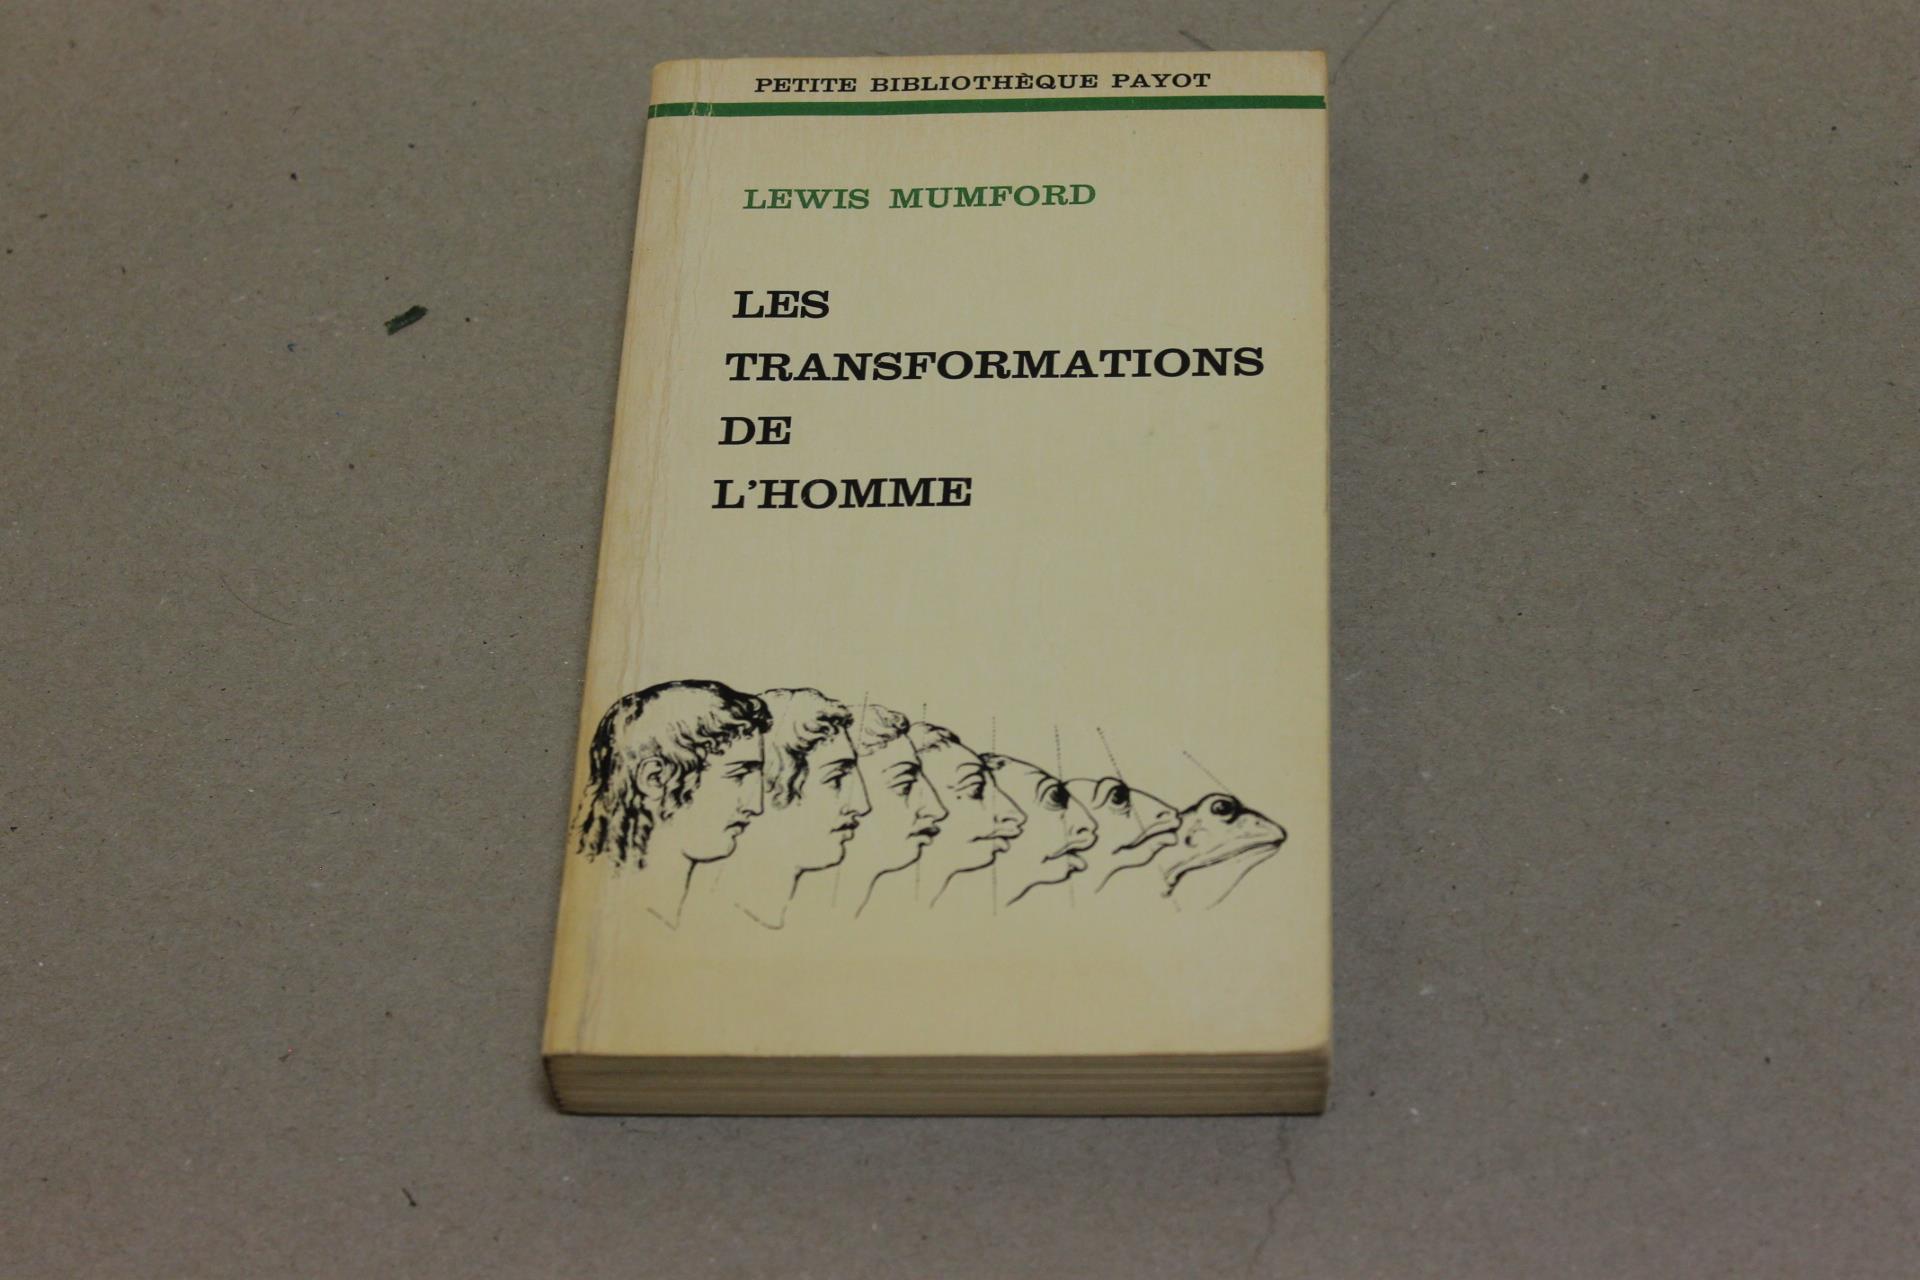 PETITE BIBLIOTHÈQUE PAYOT
LEWIS MUMFORD
LES
TRANSFORMATIONS
DE
L'HOMME